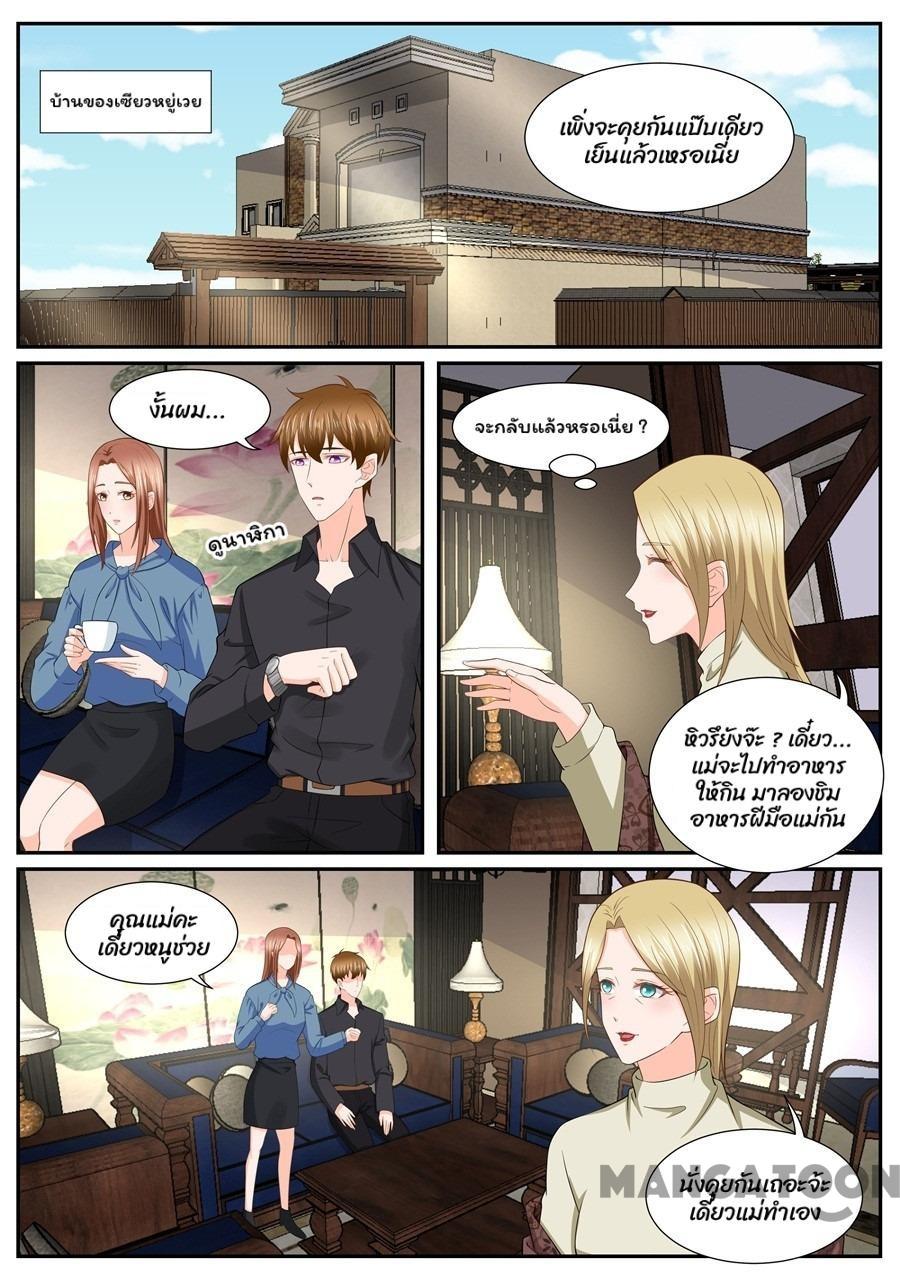 บ้านของเซียวหยู่เวย
เพิ่งจะคุยกันแป๊บเดียว
เย็นแล้วเหรอเนี่ย
งั้นผม...
ดูนาฬิกา
จะกลับแล้วหรอเนี่ย ?
หิวรึยังจ๊ะ ? เดี๋ยว...
แม่จะไปทำอาหาร
ให้กิน มาลองชิม
อาหารฝีมือแม่กัน
คุณแม่คะ
เดี๋ยวหนูช่วย
นั่งคุยกันเถอะจ้ะ
เดี๋ยวแม่ทำเอง
MANGATOON